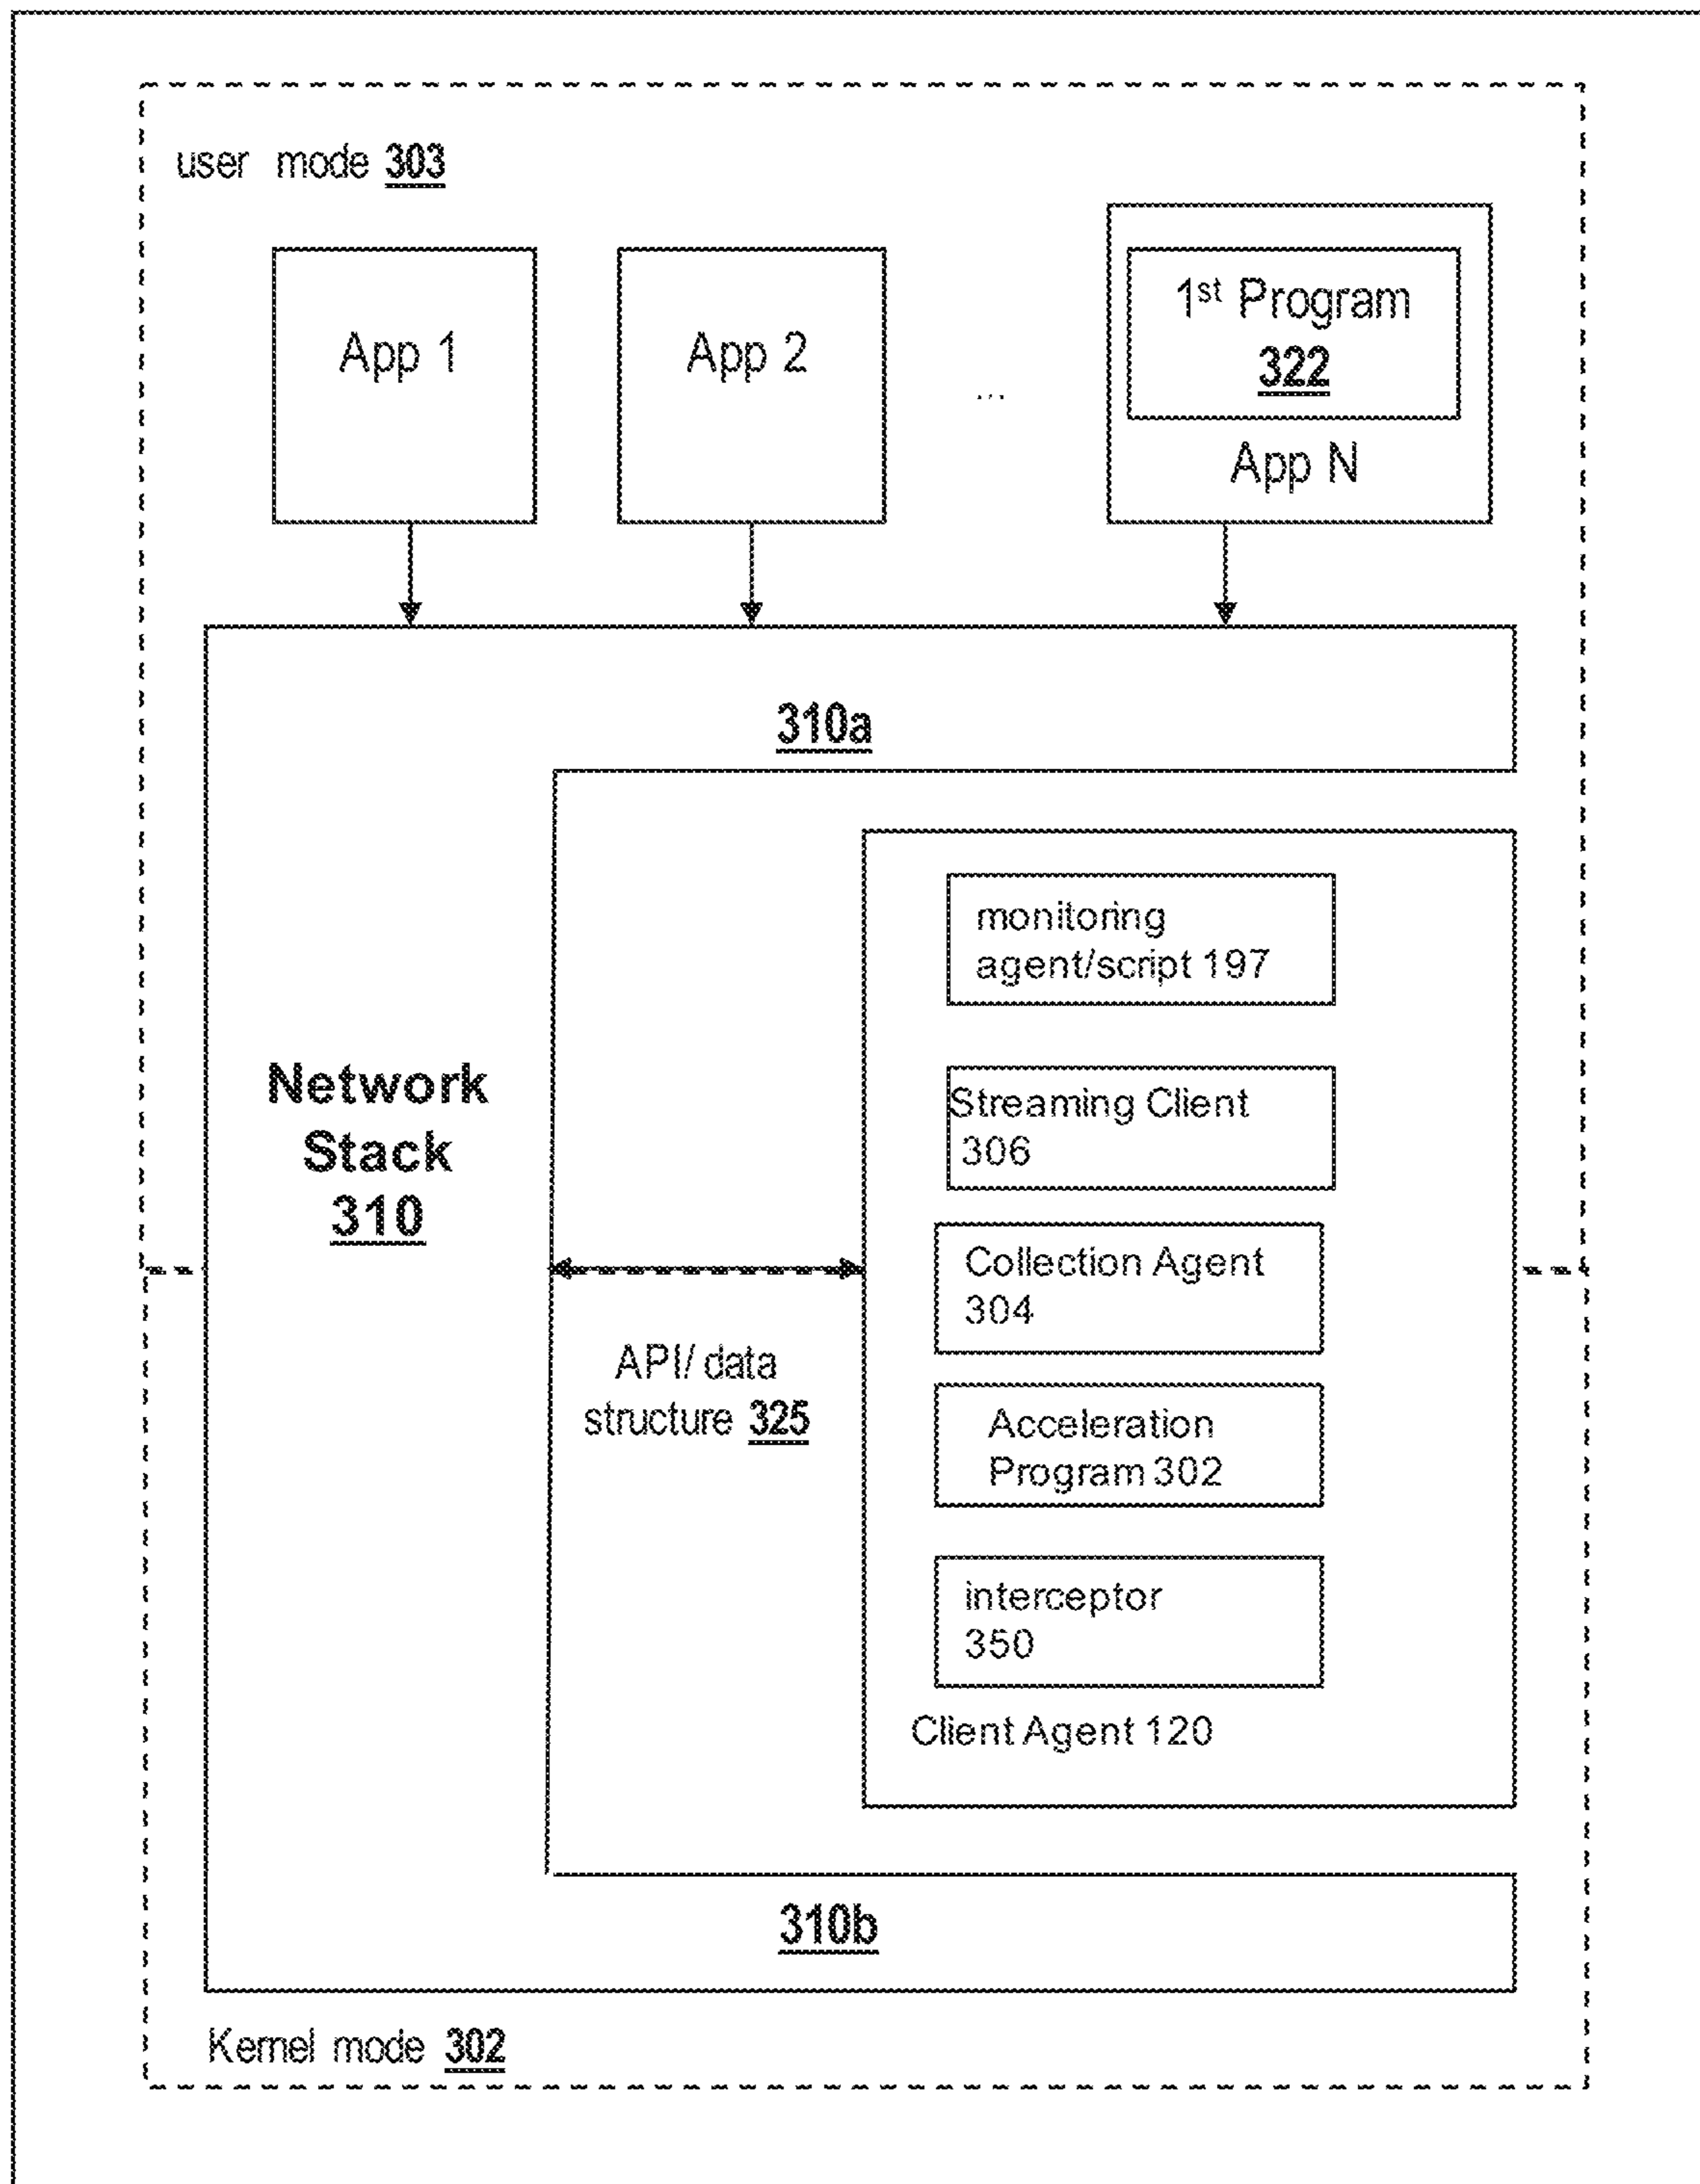 user mode 303
App 1
App 2
...
1st Program
322
App N
310a
Network
Stack
310
API/ data
structure 325
monitoring
agent/script 197
Streaming Client
306
Collection Agent
304
Acceleration
Program 302
interceptor
350
Client Agent 120
310b
Kernel mode 302